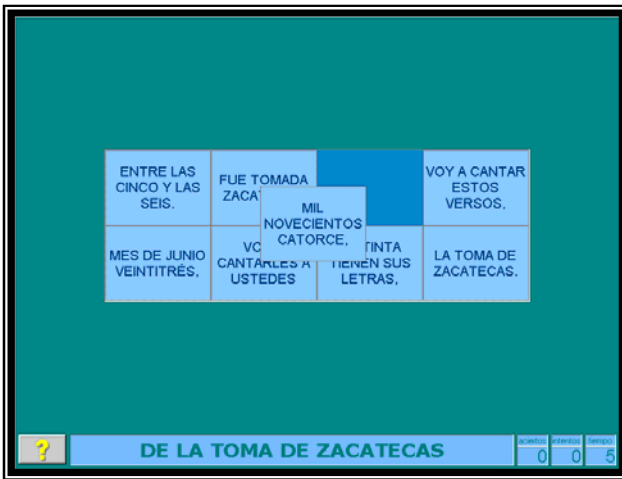 ENTRE LAS
CINCO Y LAS
SEIS.
FUE TOMADA
VOY A CANTAR
ESTOS
VERSOS,
MIL
NOVECIENTOS
CATORCE,
MES DE JUNIO
VEINTITRÉS,
CANTARLES A
USTEDES
TINTA
TIENEN SUS
LETRAS,
LA TOMA DE
ZACATECAS.
?
DE LA TOMA DE ZACATECAS
aciertos
0
intentos
0
tiempo
5